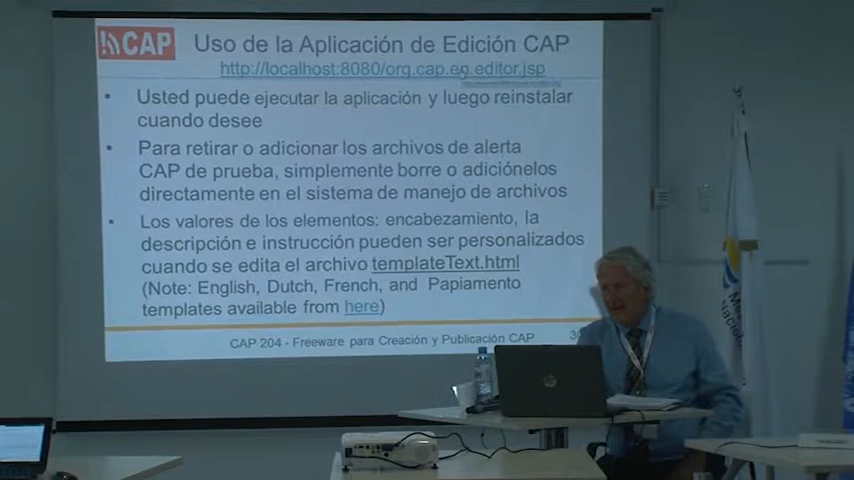 CAP
Uso de la Aplicación de Edición CAP
http://localhost:8080/org.cap.eo_editor.jsp
• Usted puede ejecutar la aplicación y luego reinstalar
cuando desee
• Para retirar o adicionar los archivos de alerta
CAP de prueba, simplemente borre o adiciónelos
directamente en el sistema de manejo de archivos
• Los valores de los elementos: encabezamiento, la
descripción e instrucción pueden ser personalizados
cuando se edita el archivo templateText.html
(Note: English, Dutch, French, and Papiamento
templates available from here)
CAP 204 - Freeware para Creación y Publicación CAP